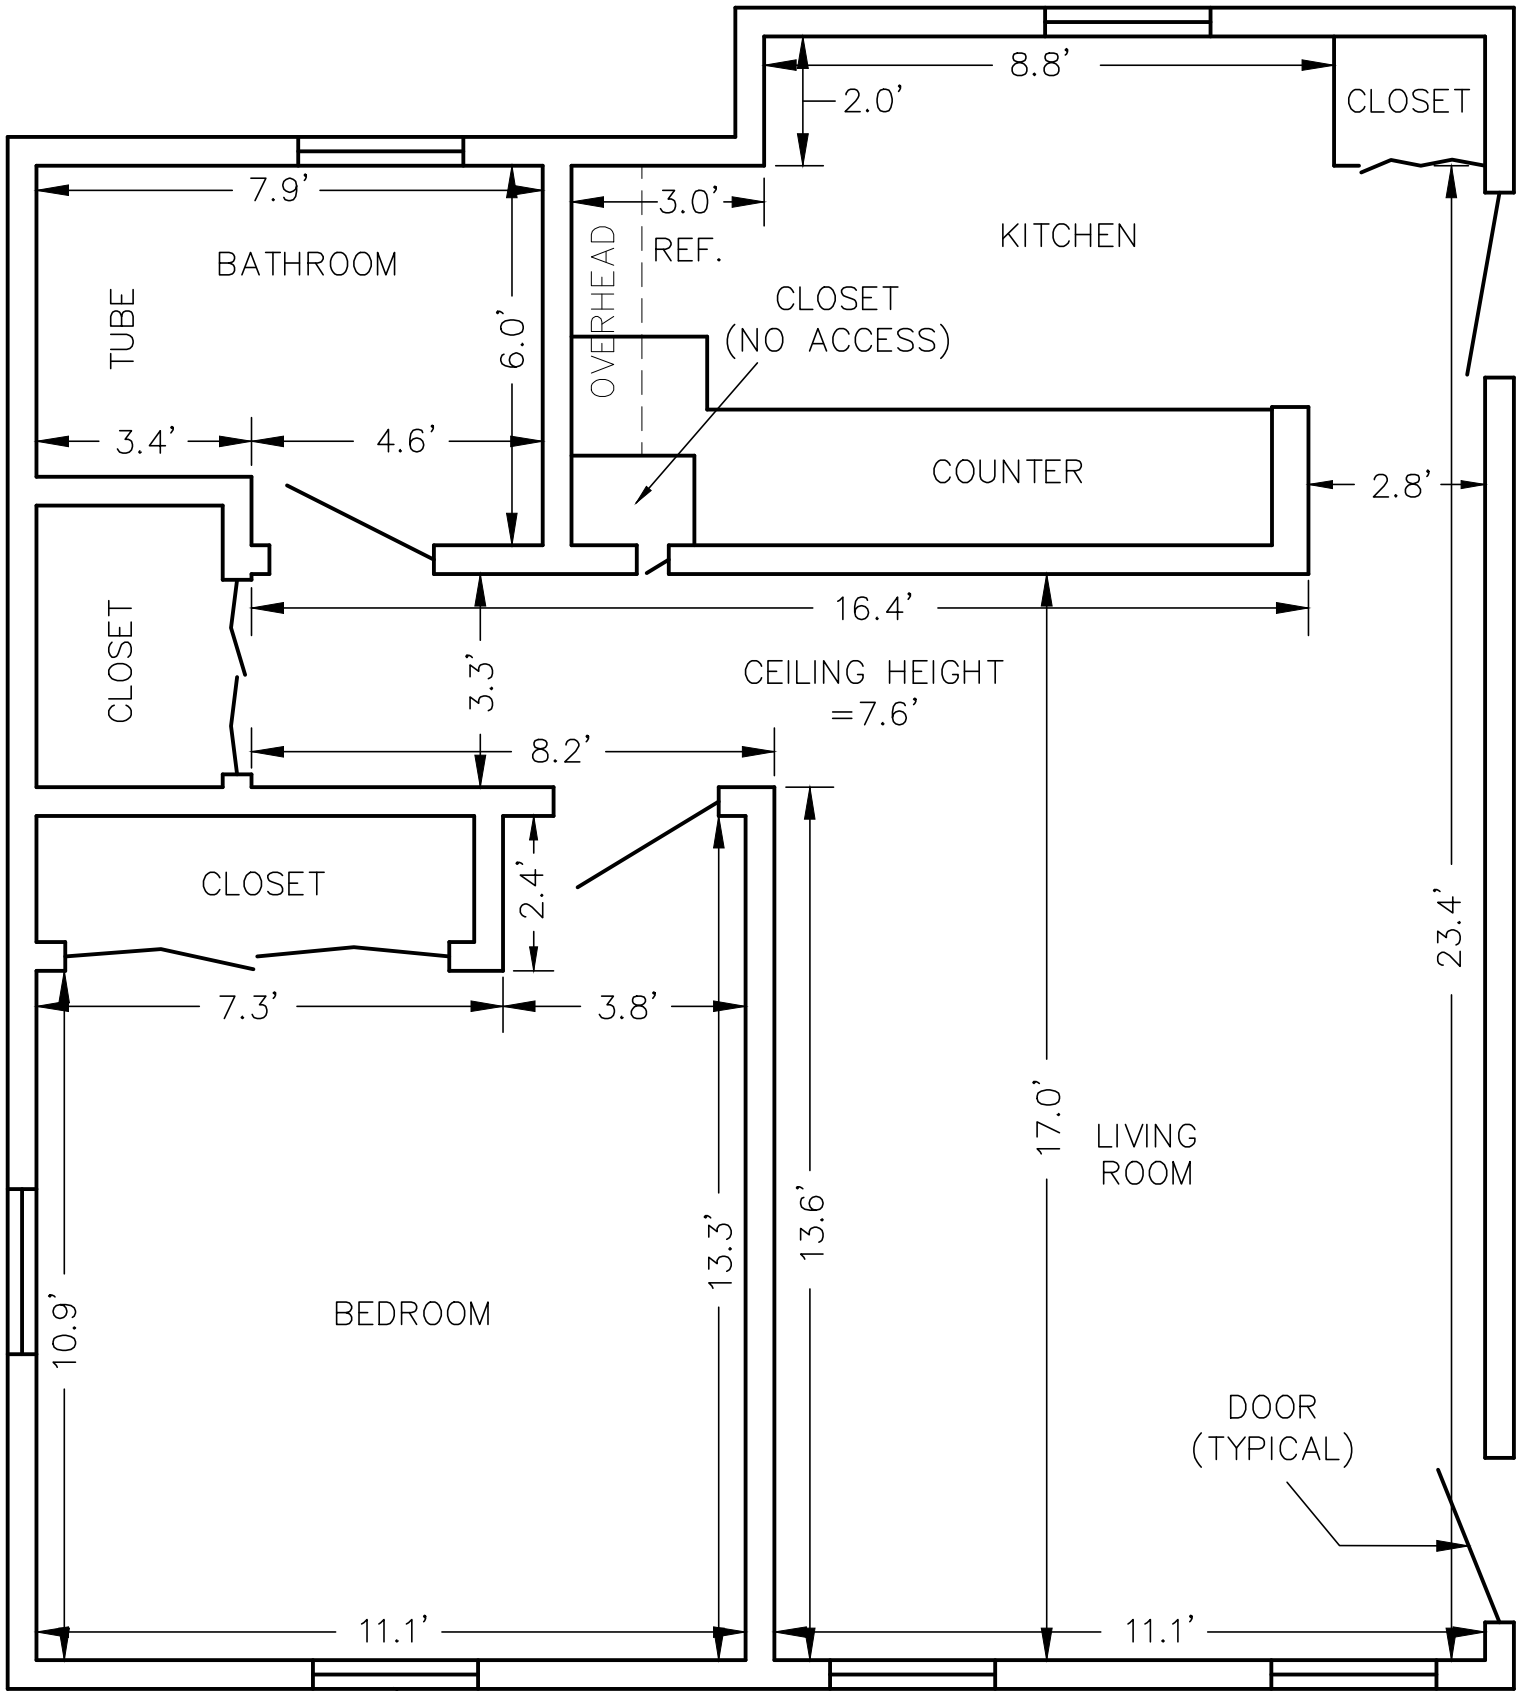 8.8’
2.0’
CLOSET
7.9’
3.0’
REF.
KITCHEN
BATHROOM
OVERHEAD
TUBE
6.0’
CLOSET
(NO ACCESS)
3.4’
4.6’
COUNTER
2.8’
16.4’
CLOSET
3.3’
CEILING HEIGHT
=7.6’
8.2’
CLOSET
2.4’
23.4’
7.3’
3.8’
17.0’
LIVING
ROOM
13.6’
13.3’
10.9’
BEDROOM
DOOR
(TYPICAL)
11.1’
11.1’